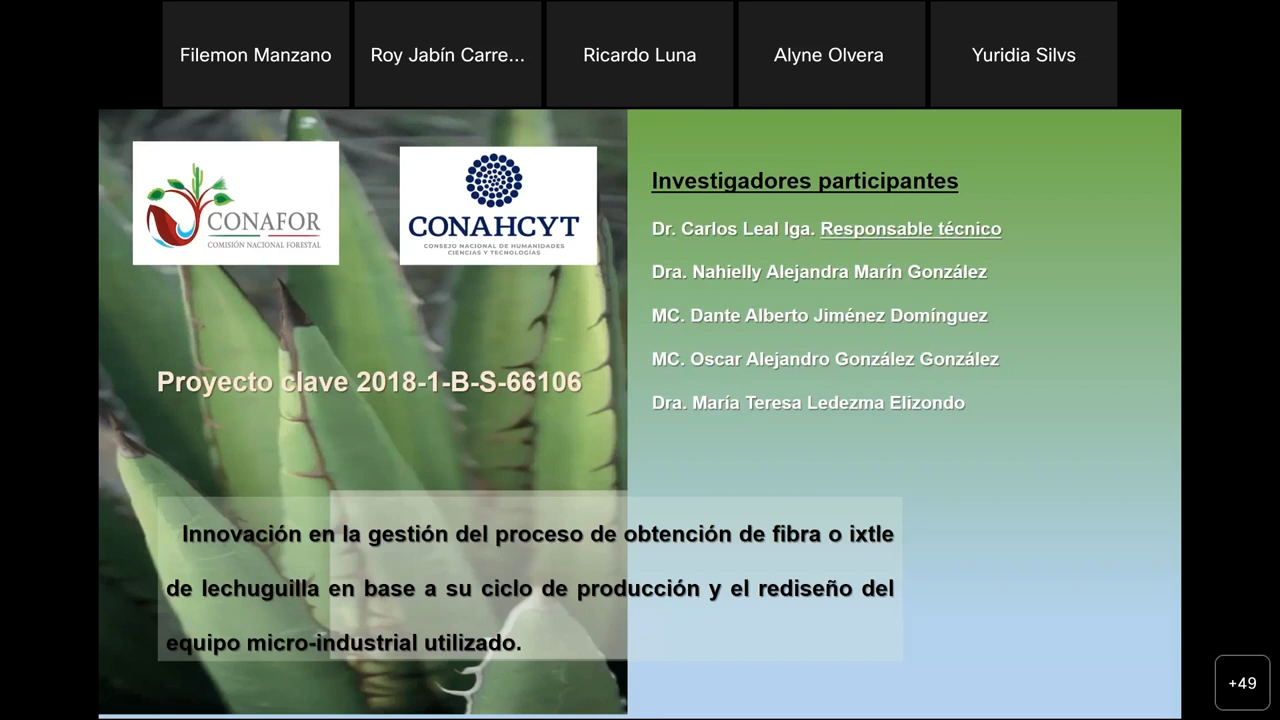 Filemon Manzano
Roy Jabín Carre...
Ricardo Luna
Alyne Olvera
Yuridia Silvs
CONAFOR
COMISIÓN NACIONAL FORESTAL
CONAHCYT
CONSEJO NACIONAL DE HUMANIDADES
CIENCIAS Y TECNOLOGÍAS
Proyecto clave 2018-1-B-S-66106
Investigadores participantes
Dr. Carlos Leal Iga. Responsable técnico
Dra. Nahielly Alejandra Marín González
MC. Dante Alberto Jiménez Domínguez
MC. Oscar Alejandro González González
Dra. María Teresa Ledezma Elizondo
Innovación en la gestión del proceso de obtención de fibra o ixtle
de lechuguilla en base a su ciclo de producción y el rediseño del
equipo micro-industrial utilizado.
+49